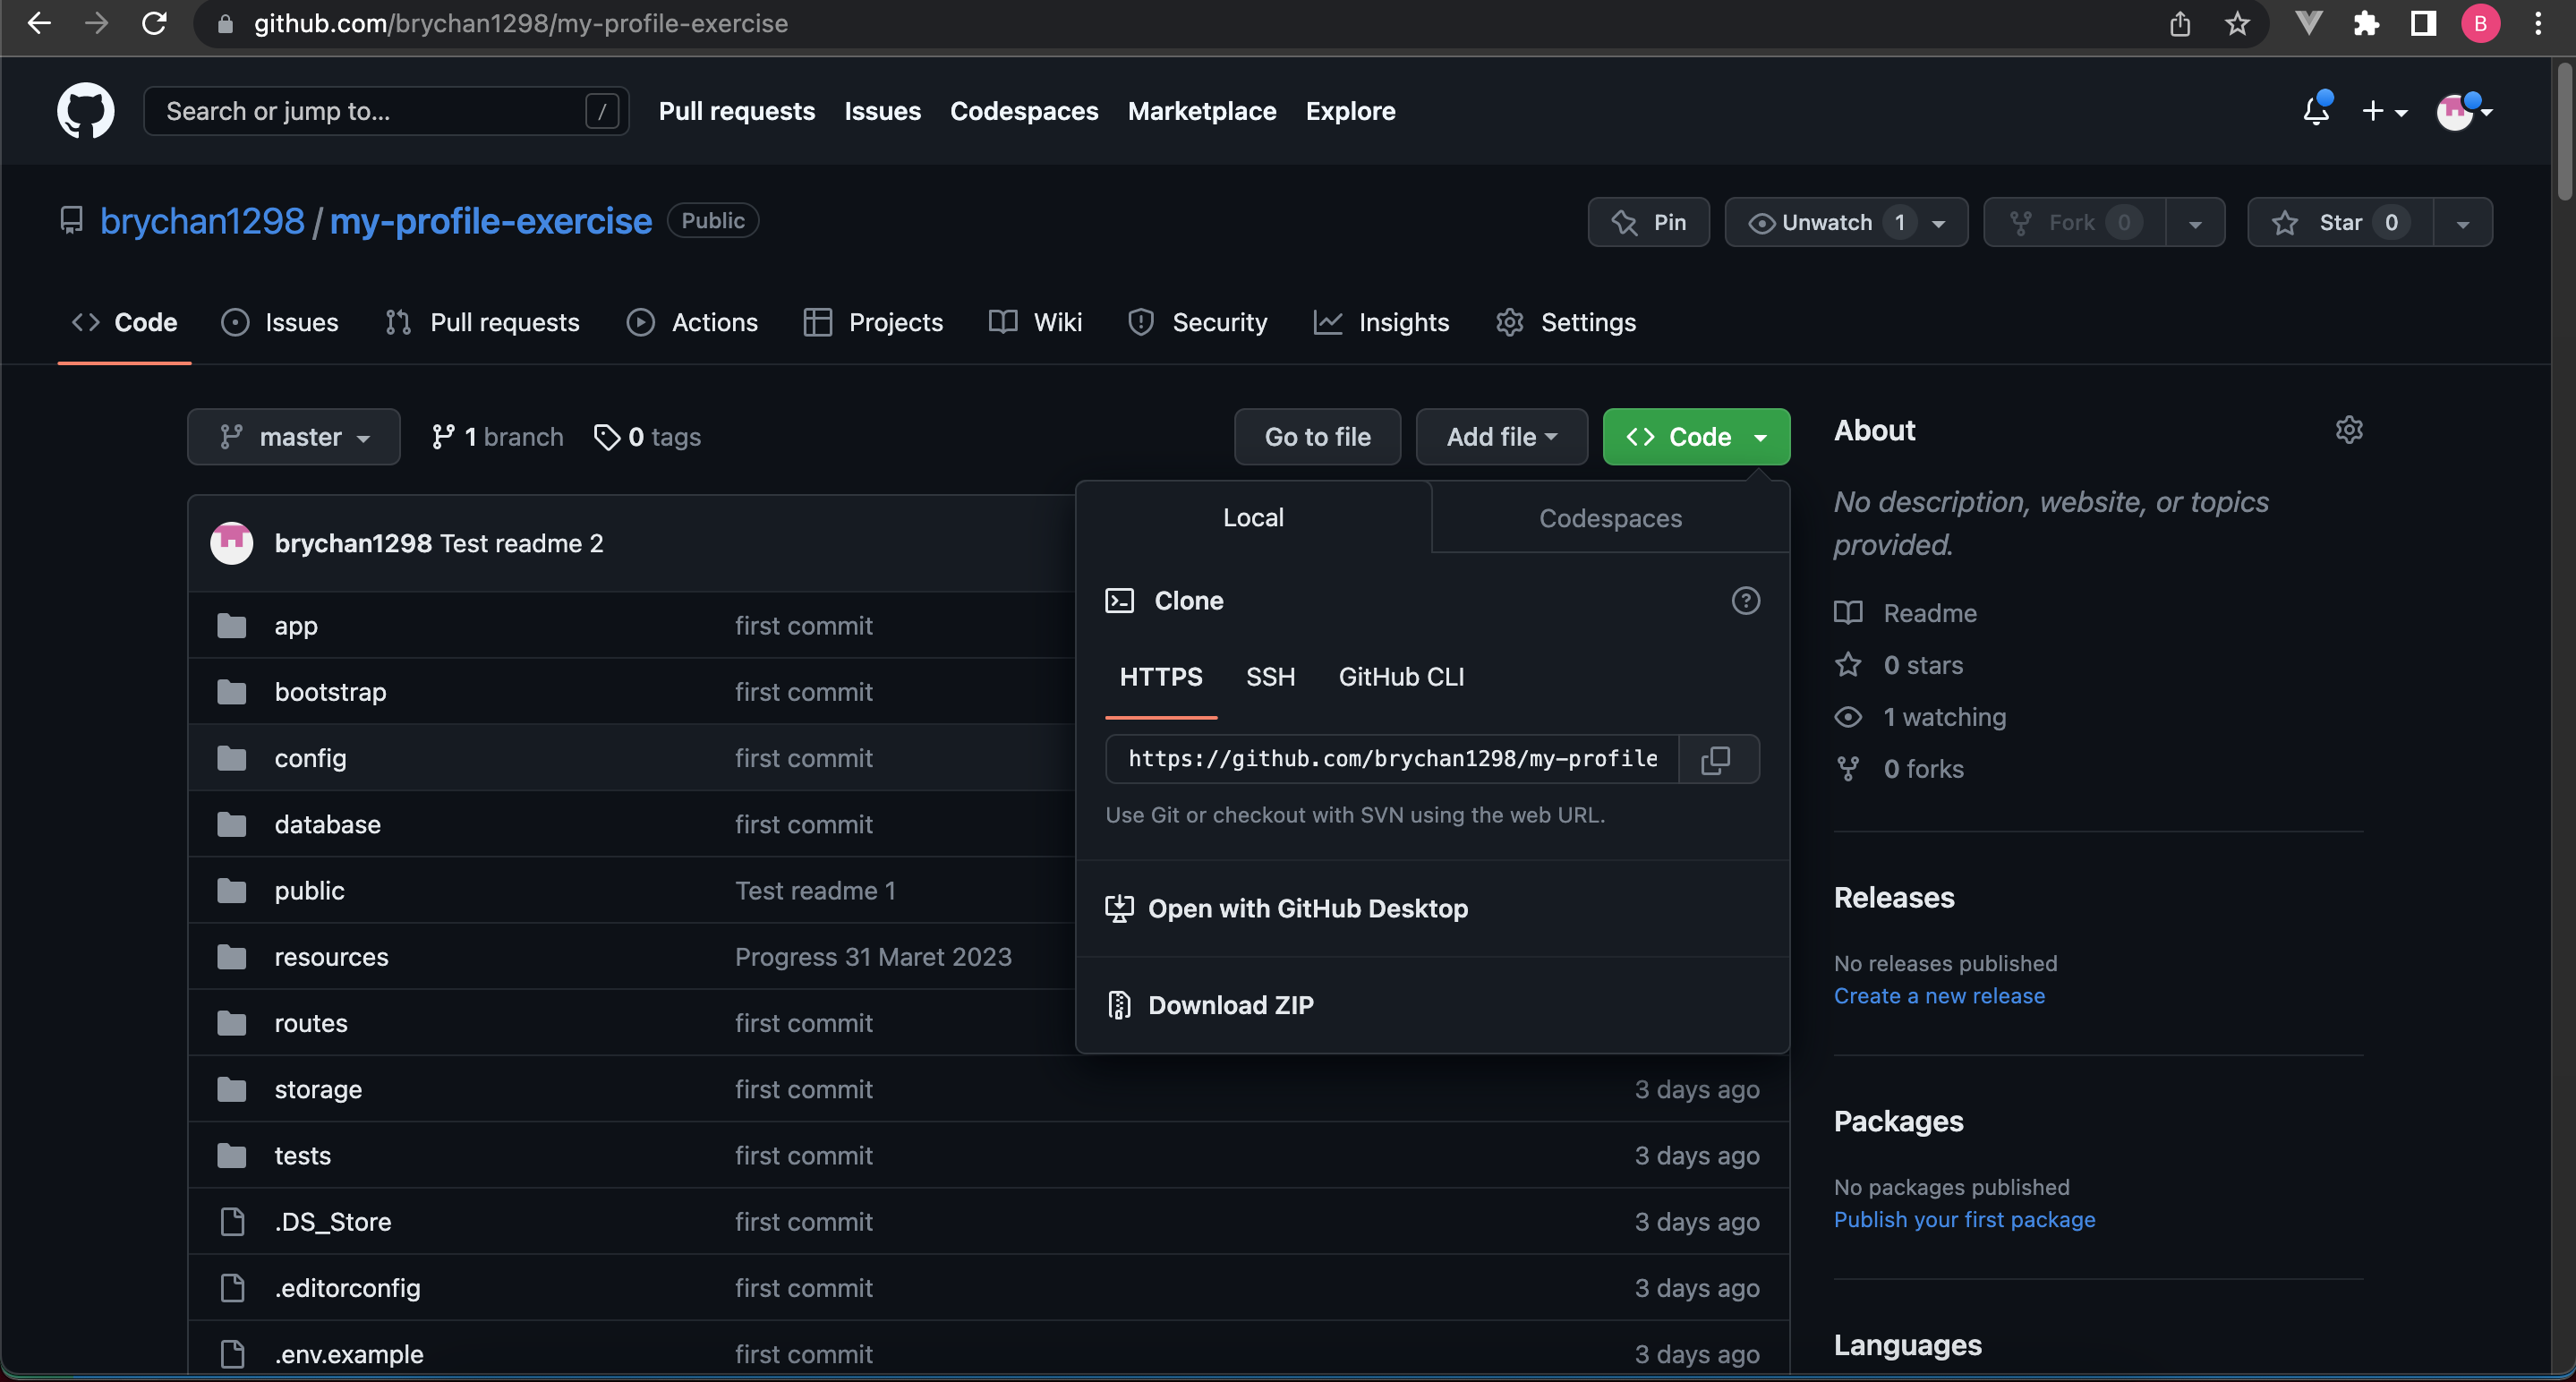 github.com/brychan1298/my-profile-exercise
B
Search or jump to... /
Pull requests Issues Codespaces Marketplace Explore
brychan1298 / my-profile-exercise Public
Pin Unwatch 1 Fork 0 Star 0
Code Issues Pull requests Actions Projects Wiki Security Insights Settings
master 1 branch 0 tags Go to file Add file Code
Local Codespaces
Clone
HTTPS SSH GitHub CLI
https://github.com/brychan1298/my-profile
Use Git or checkout with SVN using the web URL.
Open with GitHub Desktop
Download ZIP
brychan1298 Test readme 2
app first commit
bootstrap first commit
config first commit
database first commit
public Test readme 1
resources Progress 31 Maret 2023
routes first commit
storage first commit 3 days ago
tests first commit 3 days ago
.DS_Store first commit 3 days ago
.editorconfig first commit 3 days ago
.env.example first commit 3 days ago
About
No description, website, or topics
provided.
Readme
0 stars
1 watching
0 forks
Releases
No releases published
Create a new release
Packages
No packages published
Publish your first package
Languages